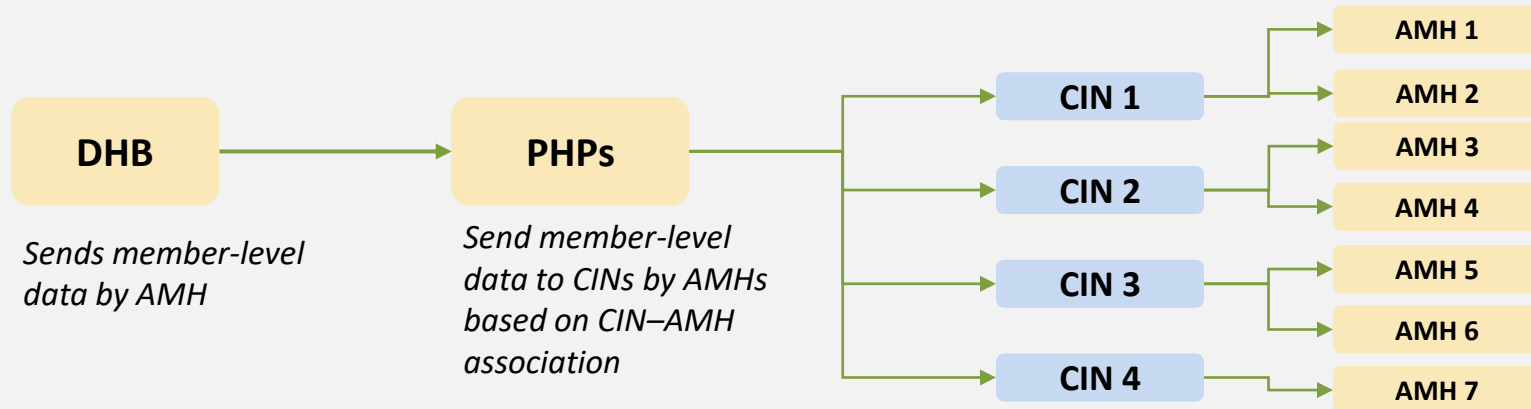 DHB
Sends member-level
data by AMH
PHPs
Send member-level
data to CINs by AMHs
based on CIN–AMH
association
CIN 1
CIN 2
CIN 3
CIN 4
AMH 1
AMH 2
AMH 3
AMH 4
AMH 5
AMH 6
AMH 7